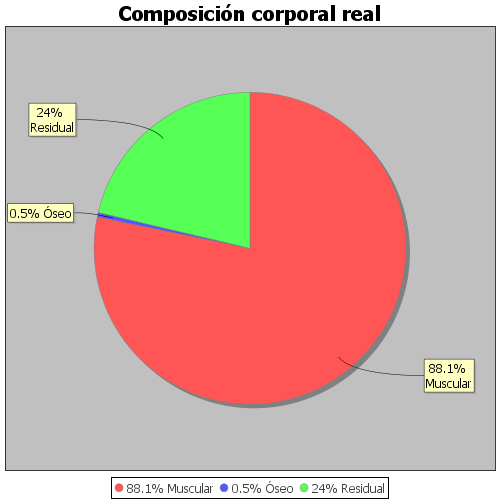 Composición corporal real
24%
Residual
0.5% Óseo
88.1%
Muscular
88.1% Muscular 0.5% Óseo 24% Residual